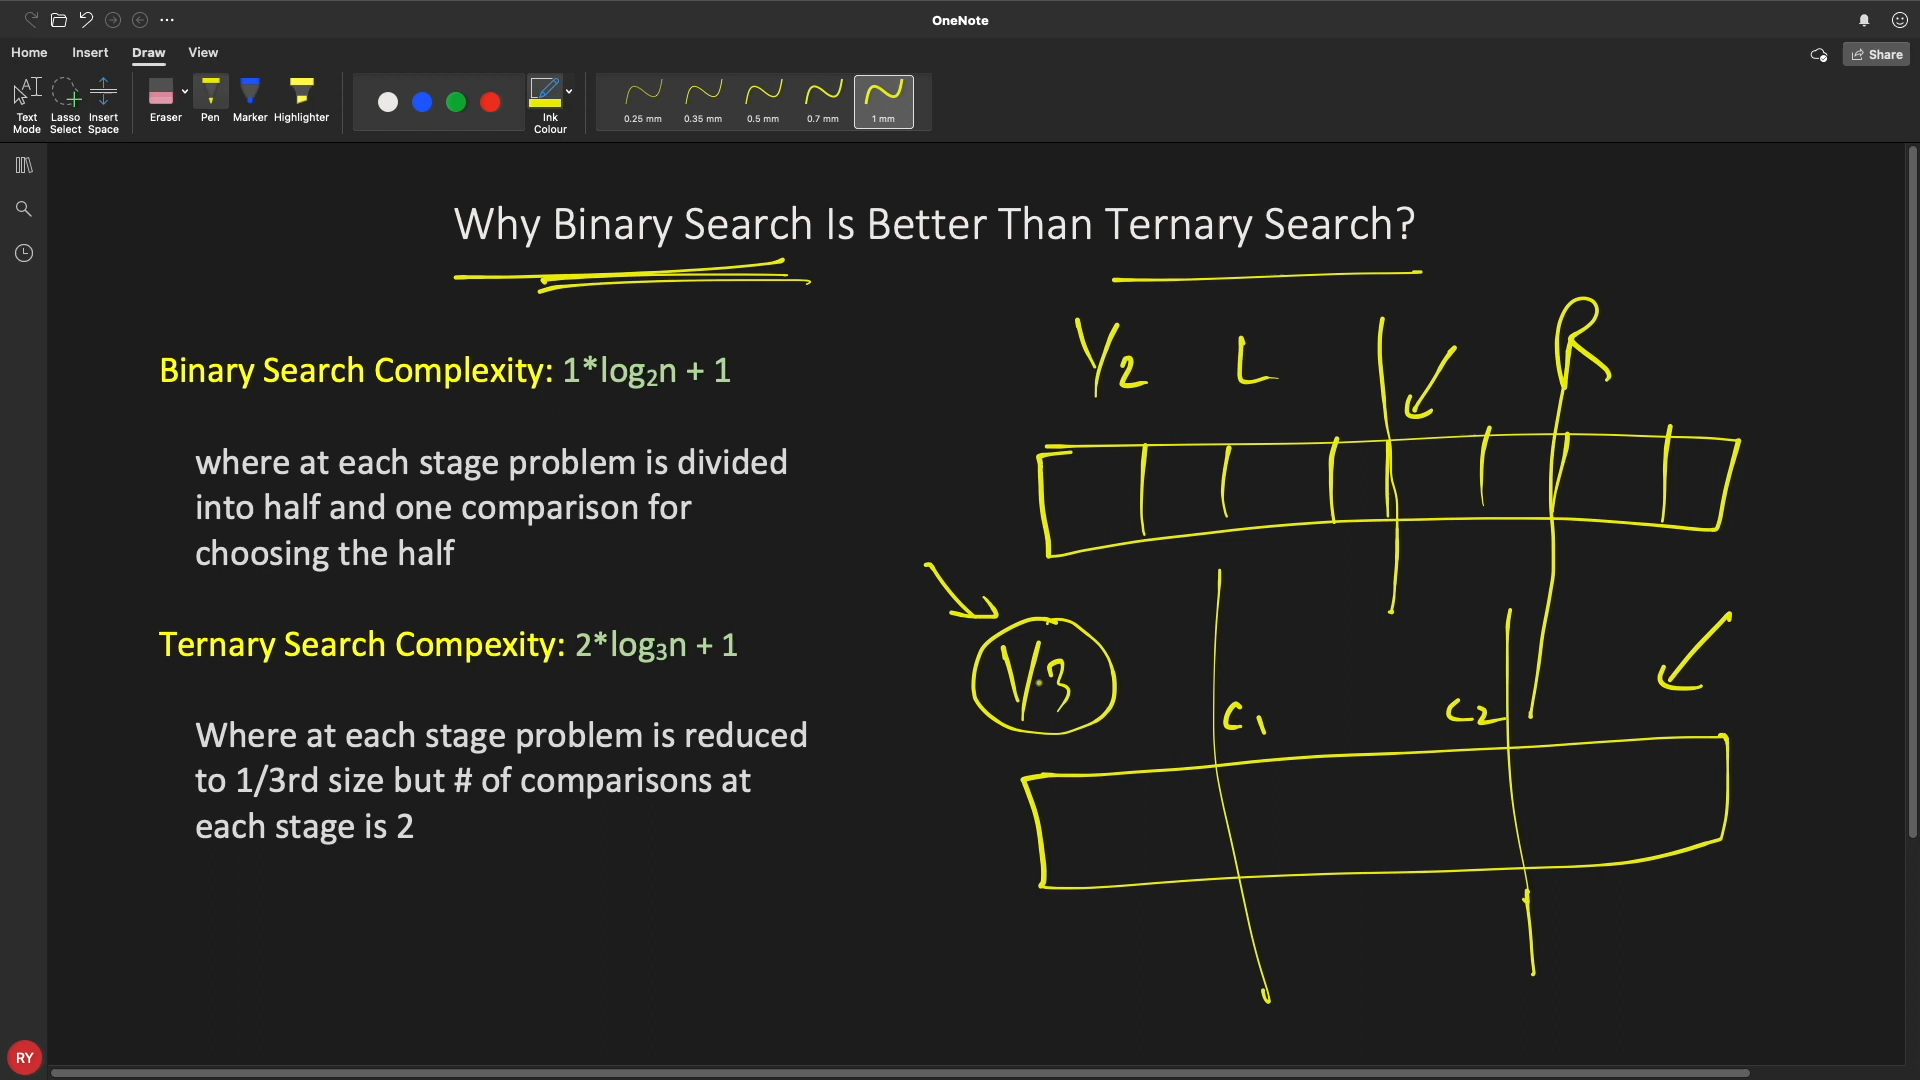 OneNote
Home Insert Draw View
Share
Text Mode
Lasso Select
Insert Space
Eraser
Pen
Marker
Highlighter
Ink Colour
0.25 mm
0.35 mm
0.5 mm
0.7 mm
1 mm
Why Binary Search Is Better Than Ternary Search?
1/2 L R
Binary Search Complexity: 1*log₂n + 1
where at each stage problem is divided
into half and one comparison for
choosing the half
Ternary Search Compexity: 2*log₃n + 1
1/3
C1 C2
Where at each stage problem is reduced
to 1/3rd size but # of comparisons at
each stage is 2
RY